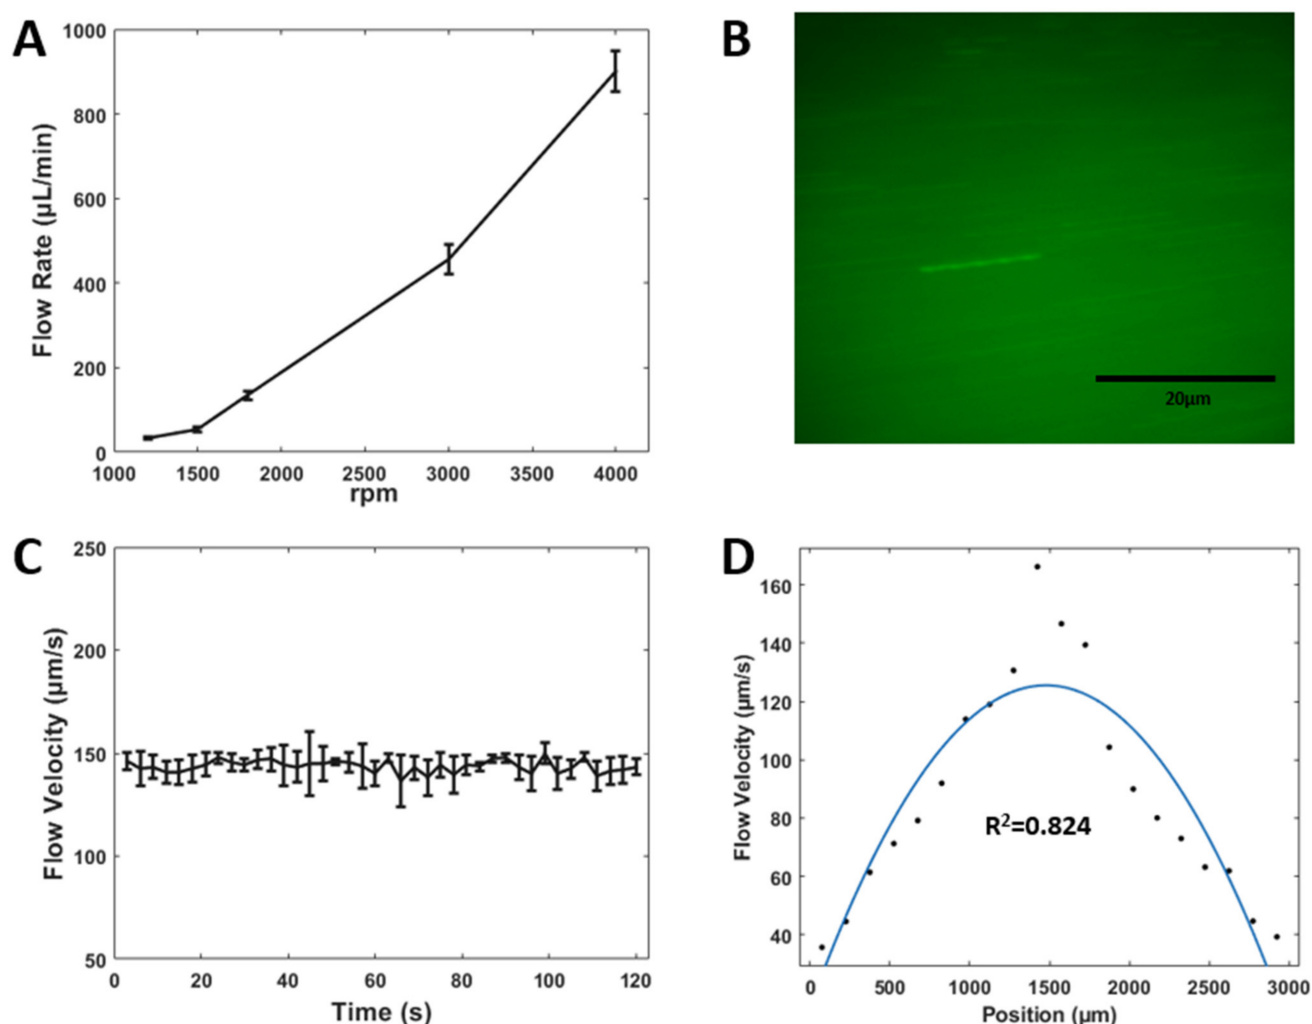 A
1000
800
600
400
200
0
Flow Rate (µL/min)
1000 1500 2000 2500 3000 3500 4000
rpm
B
20µm
C
250
200
150
100
50
Flow Velocity (µm/s)
0 20 40 60 80 100 120
Time (s)
D
160
140
120
100
80
60
40
Flow Velocity (µm/s)
R²=0.824
0 500 1000 1500 2000 2500 3000
Position (µm)